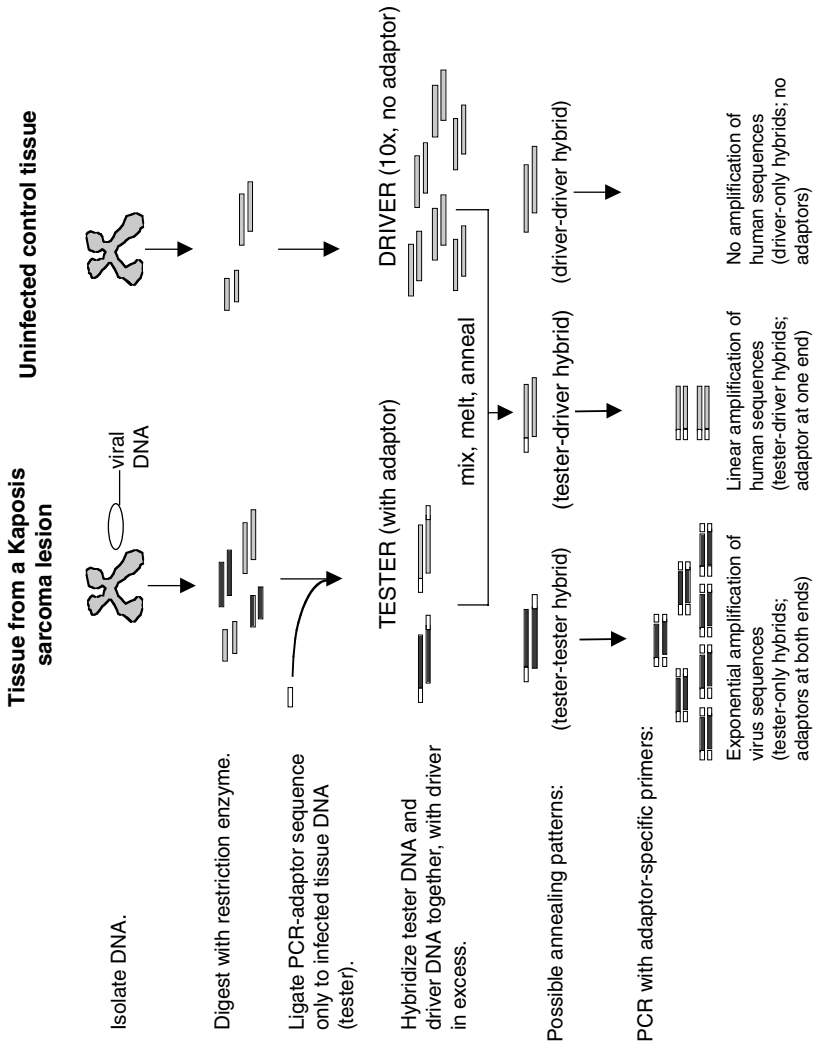 Tissue from a Kaposis
sarcoma lesion
Uninfected control tissue
Isolate DNA.
viral
DNA
Digest with restriction enzyme.
Ligate PCR-adaptor sequence
only to infected tissue DNA
(tester).
TESTER (with adaptor)
DRIVER (10x, no adaptor)
Hybridize tester DNA and
driver DNA together, with driver
in excess.
mix, melt, anneal
Possible annealing patterns:
(tester-tester hybrid)
(tester-driver hybrid)
(driver-driver hybrid)
PCR with adaptor-specific primers:
Exponential amplification of
virus sequences
(tester-only hybrids;
adaptors at both ends)
Linear amplification of
human sequences
(tester-driver hybrids;
adaptor at one end)
No amplification of
human sequences
(driver-only hybrids; no
adaptors)